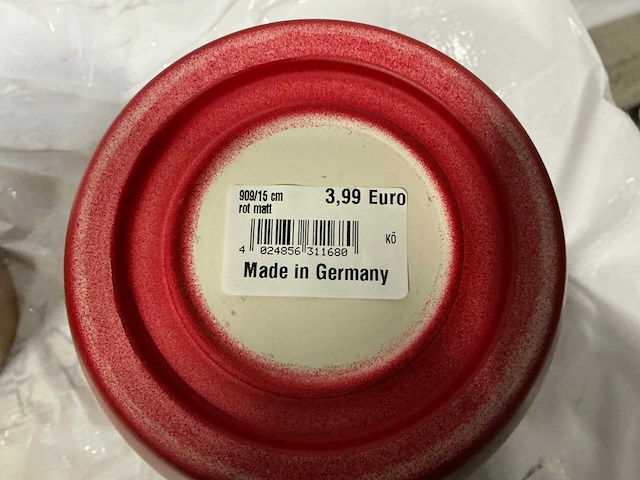 909/15 cm 3,99 Euro
rot matt
KÖ
4 024856 311680
Made in Germany